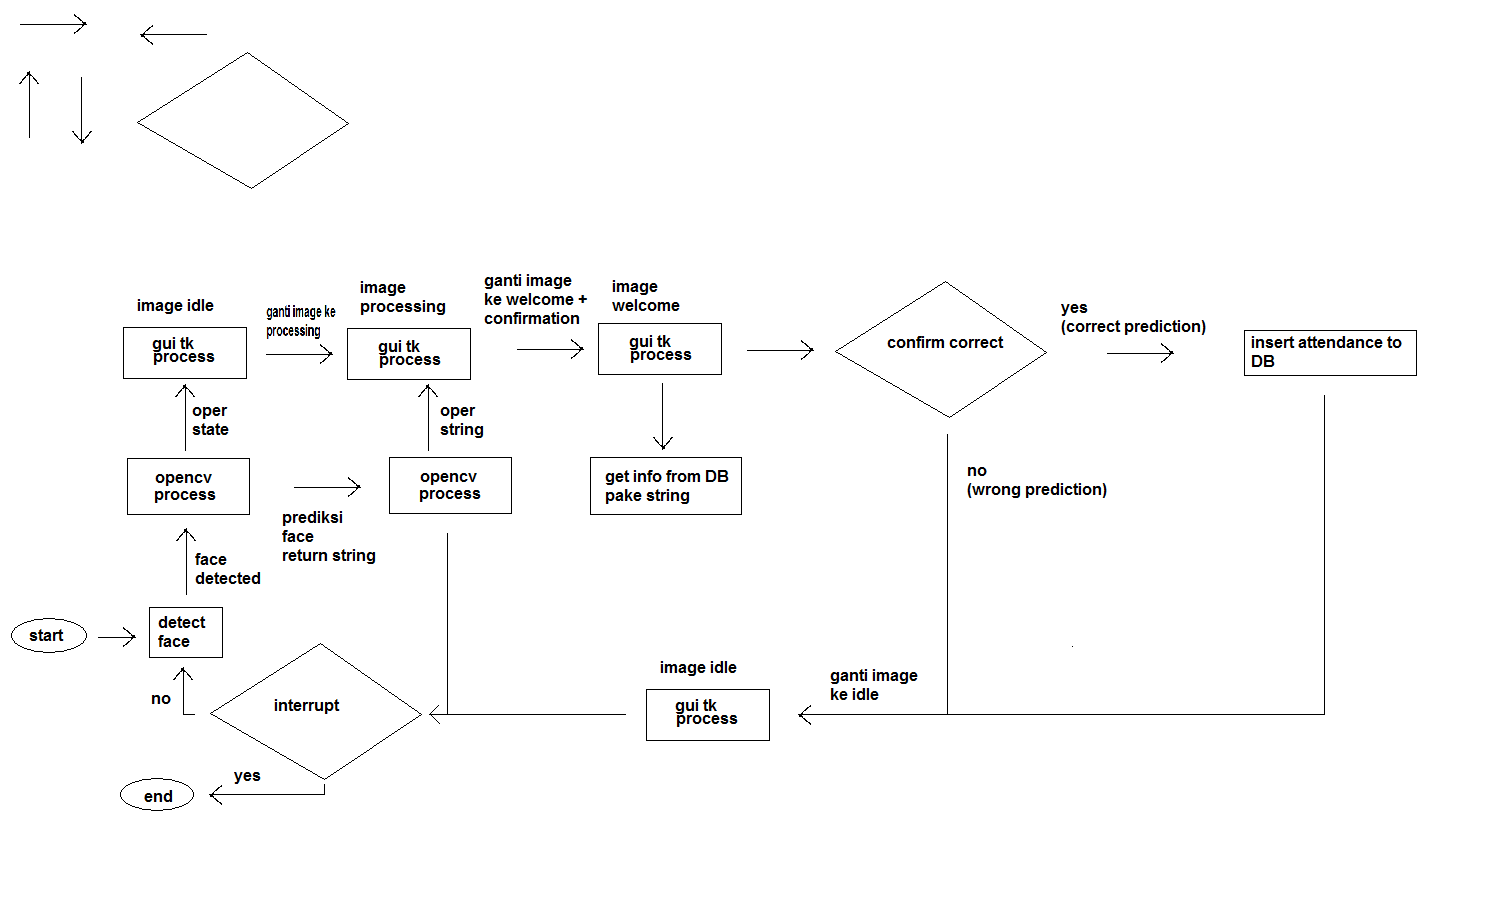 image idle
ganti image ke
processing
image
processing
ganti image
ke welcome +
confirmation
image
welcome
gui tk
process
gui tk
process
gui tk
process
confirm correct
yes
(correct prediction)
insert attendance to
DB
oper
state
oper
string
opencv
process
prediksi
face
return string
opencv
process
get info from DB
pake string
no
(wrong prediction)
face
detected
start
detect
face
no
interrupt
image idle
gui tk
process
ganti image
ke idle
yes
end